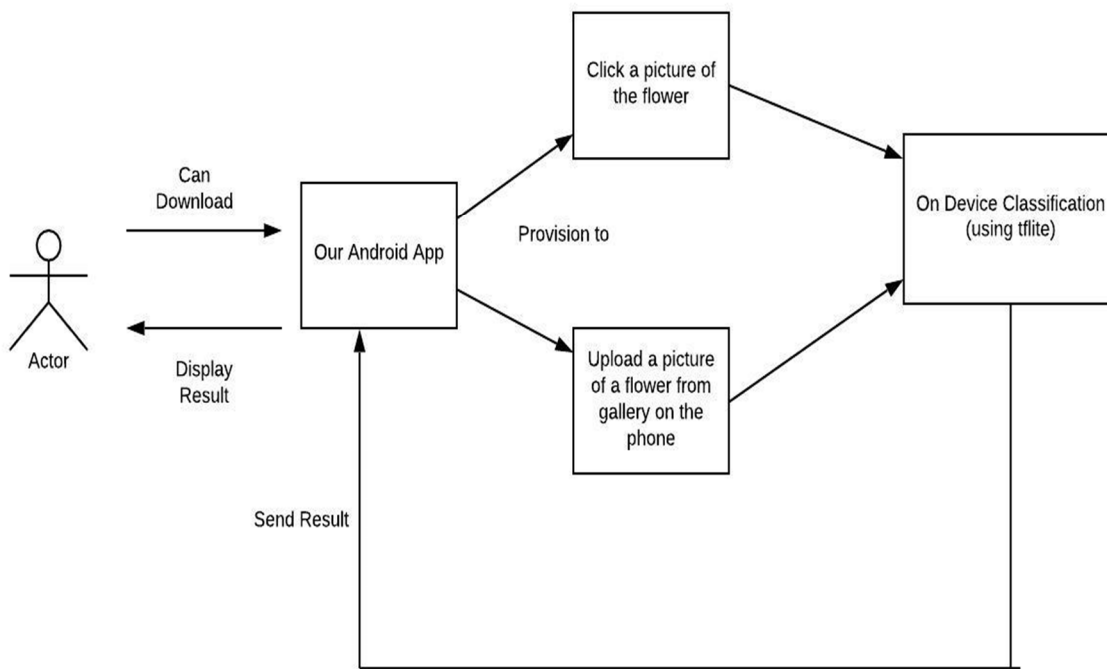 Click a picture of
the flower
Can
Download
On Device Classification
(using tflite)
Our Android App
Provision to
Actor
Display
Result
Upload a picture
of a flower from
gallery on the
phone
Send Result